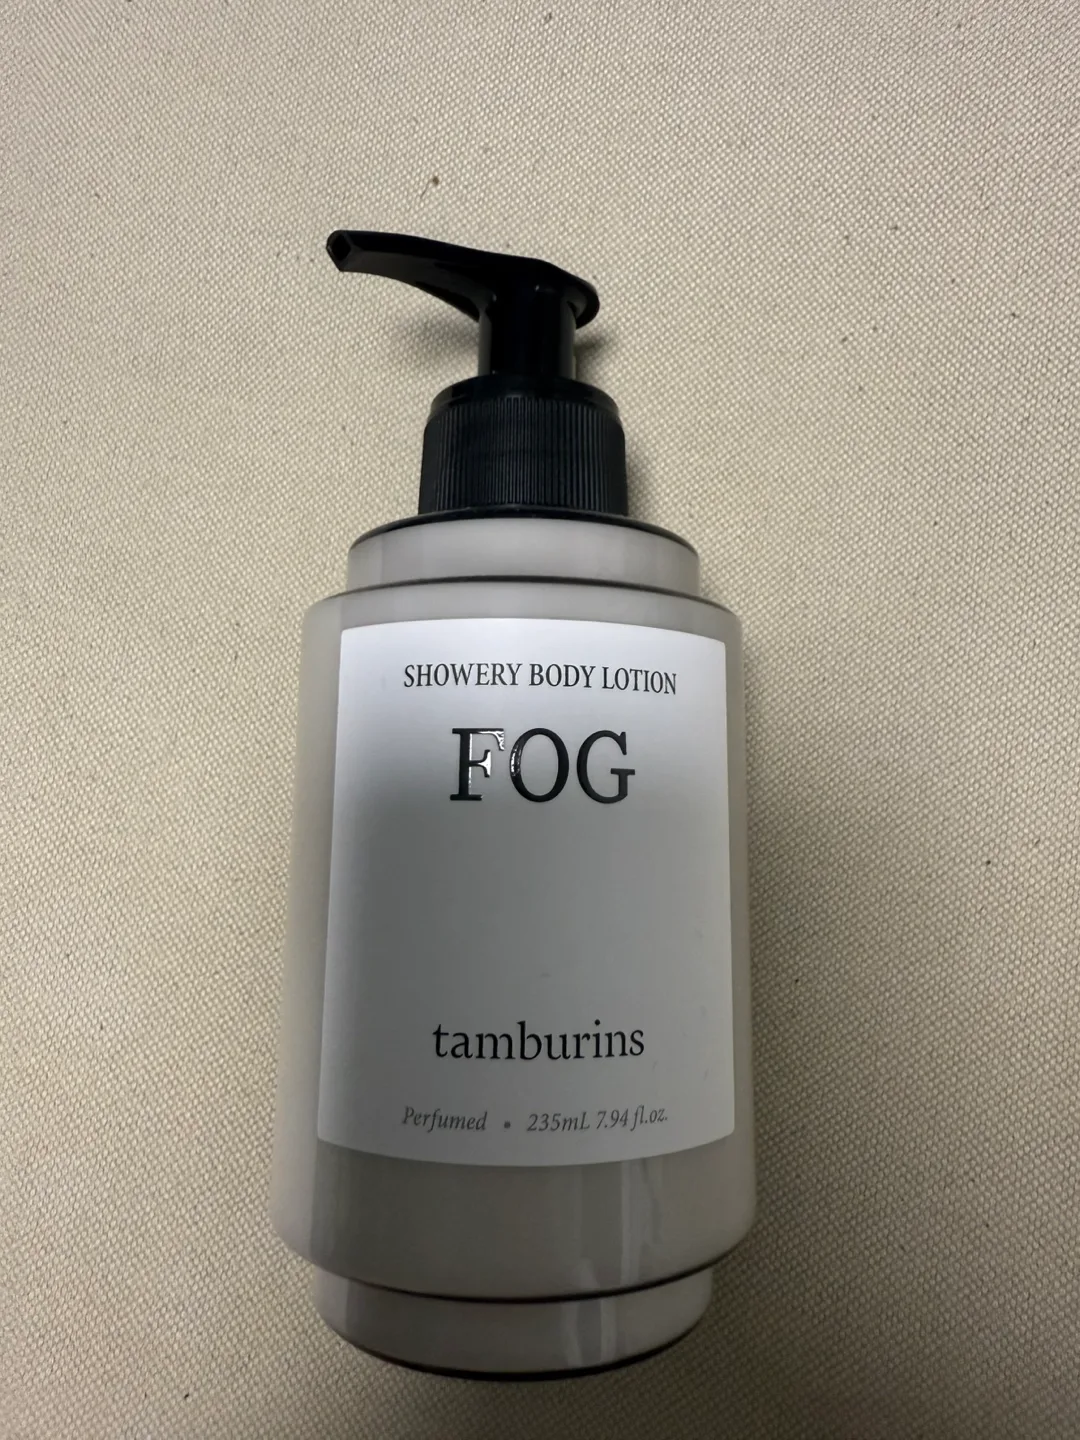 SHOWERY BODY LOTION
FOG
tamburins
Perfumed • 235mL 7.94 fl.oz.